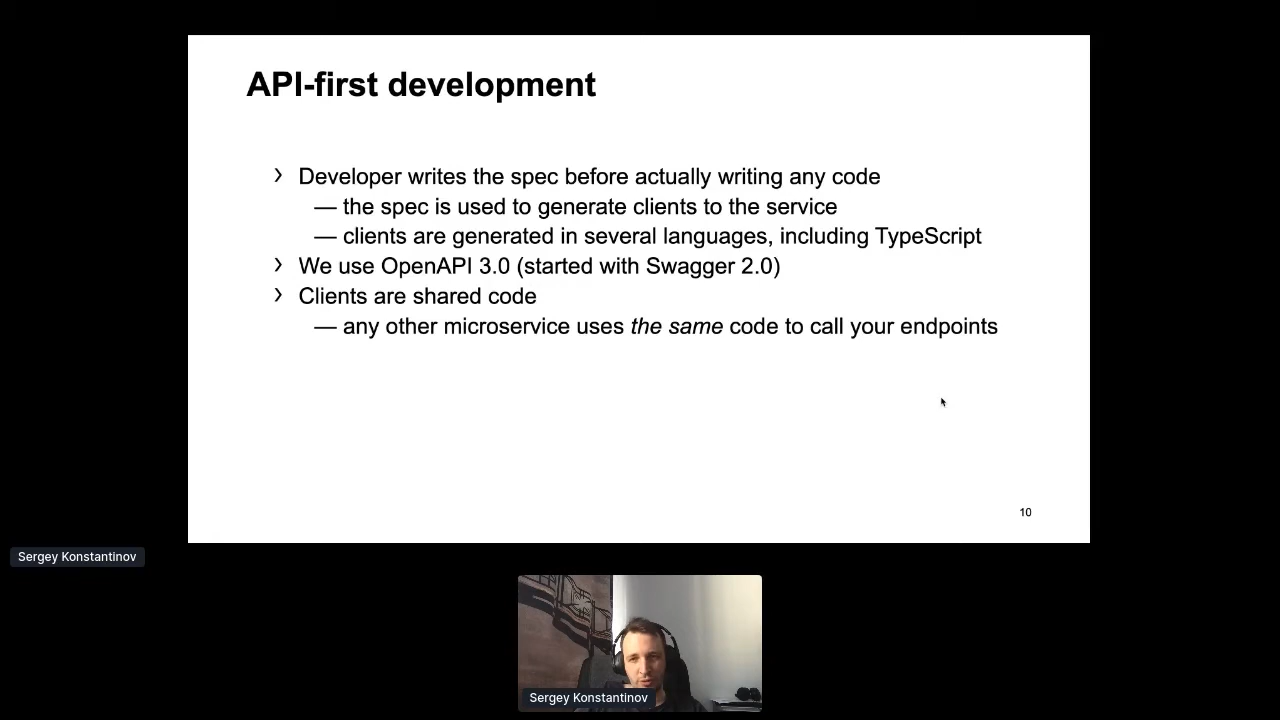 API-first development
› Developer writes the spec before actually writing any code
— the spec is used to generate clients to the service
— clients are generated in several languages, including TypeScript
› We use OpenAPI 3.0 (started with Swagger 2.0)
› Clients are shared code
— any other microservice uses the same code to call your endpoints
10
Sergey Konstantinov
Sergey Konstantinov